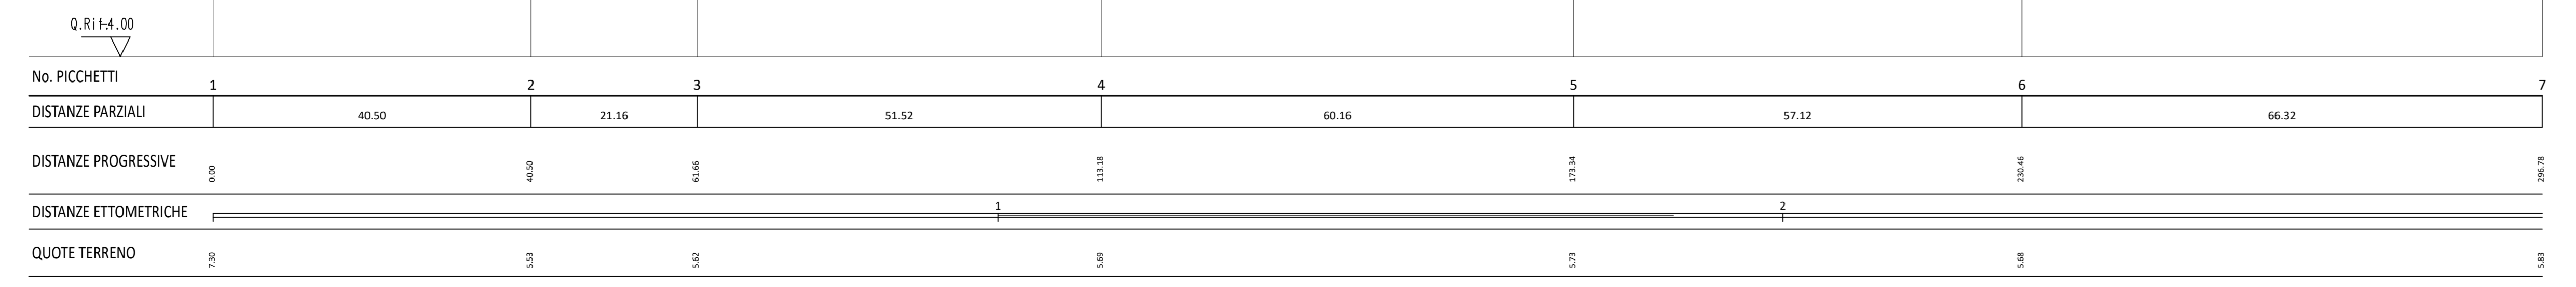 Q.Rif-4.00
No. PICCHETTI 1 2 3 4 5 6 7
DISTANZE PARZIALI 40.50 21.16 51.52 60.16 57.12 66.32
DISTANZE PROGRESSIVE 0.00 40.50 61.66 113.18 173.34 230.46 296.78
DISTANZE ETTOMETRICHE 1 2
QUOTE TERRENO 7.30 5.53 5.62 5.69 5.73 5.68 5.83